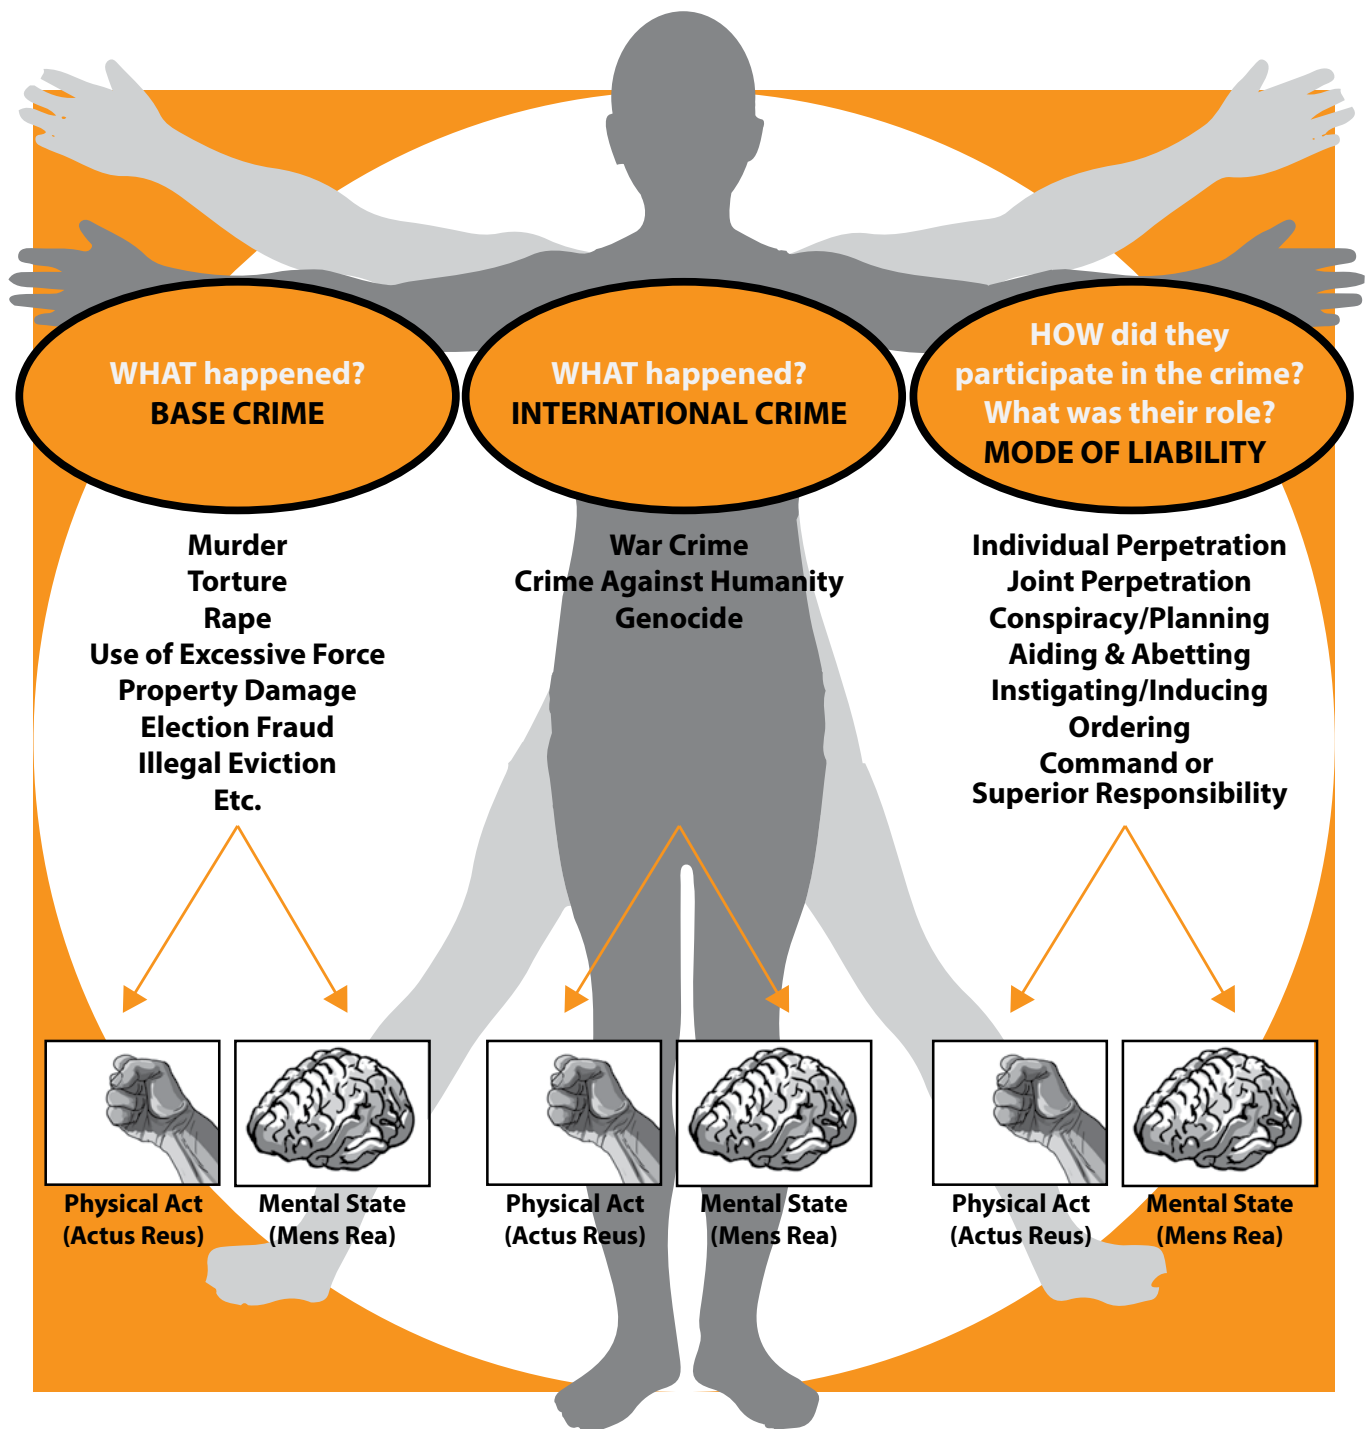 WHAT happened?
BASE CRIME
Murder
Torture
Rape
Use of Excessive Force
Property Damage
Election Fraud
Illegal Eviction
Etc.
Physical Act
(Actus Reus)
Mental State
(Mens Rea)
WHAT happened?
INTERNATIONAL CRIME
War Crime
Crime Against Humanity
Genocide
Physical Act
(Actus Reus)
Mental State
(Mens Rea)
HOW did they
participate in the crime?
What was their role?
MODE OF LIABILITY
Individual Perpetration
Joint Perpetration
Conspiracy/Planning
Aiding & Abetting
Instigating/Inducing
Ordering
Command or
Superior Responsibility
Physical Act
(Actus Reus)
Mental State
(Mens Rea)